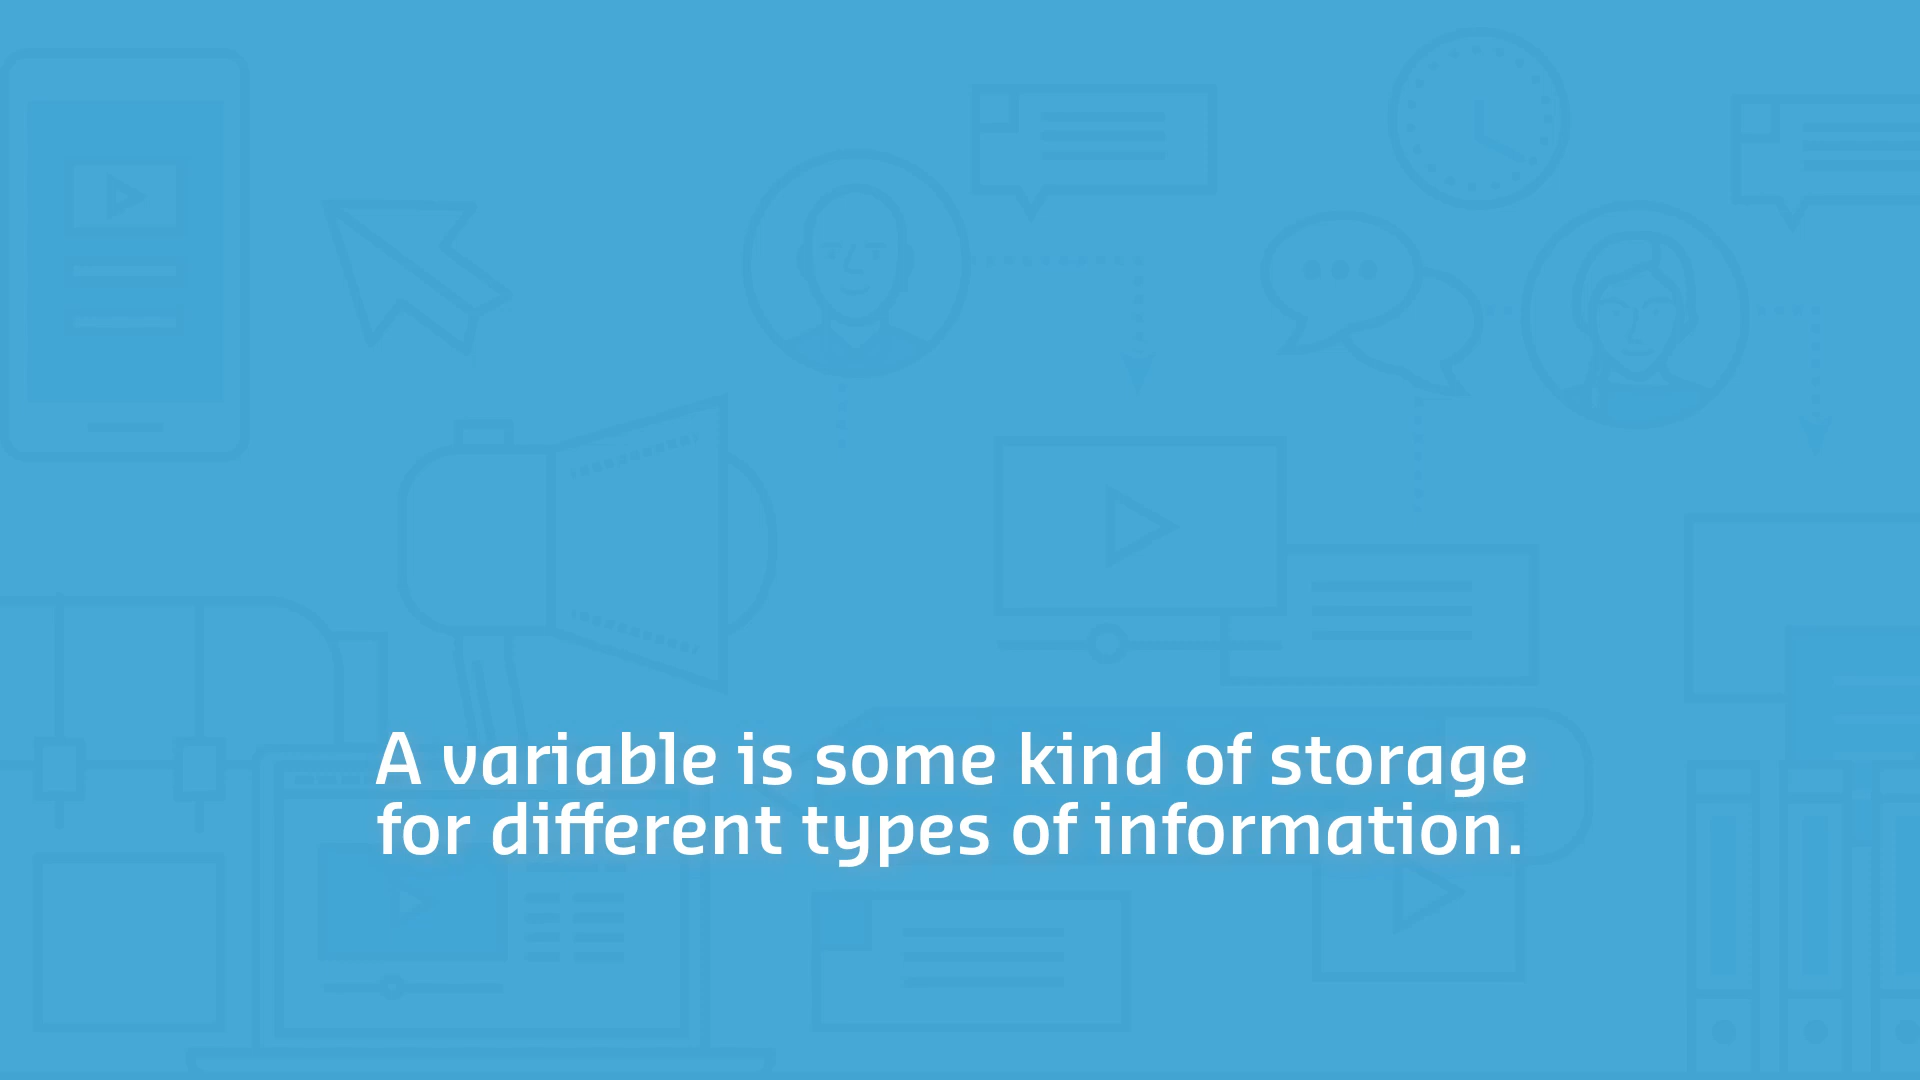 A variable is some kind of storage
for different types of information.